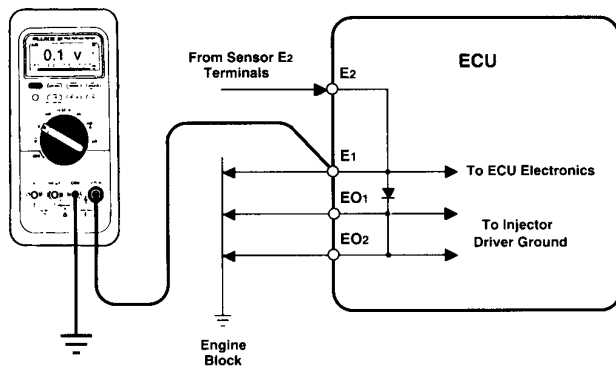 FLUKE
0.1 v
From Sensor E2
Terminals
E2
ECU
E1
To ECU Electronics
EO1
To Injector
Driver Ground
EO2
Engine
Block